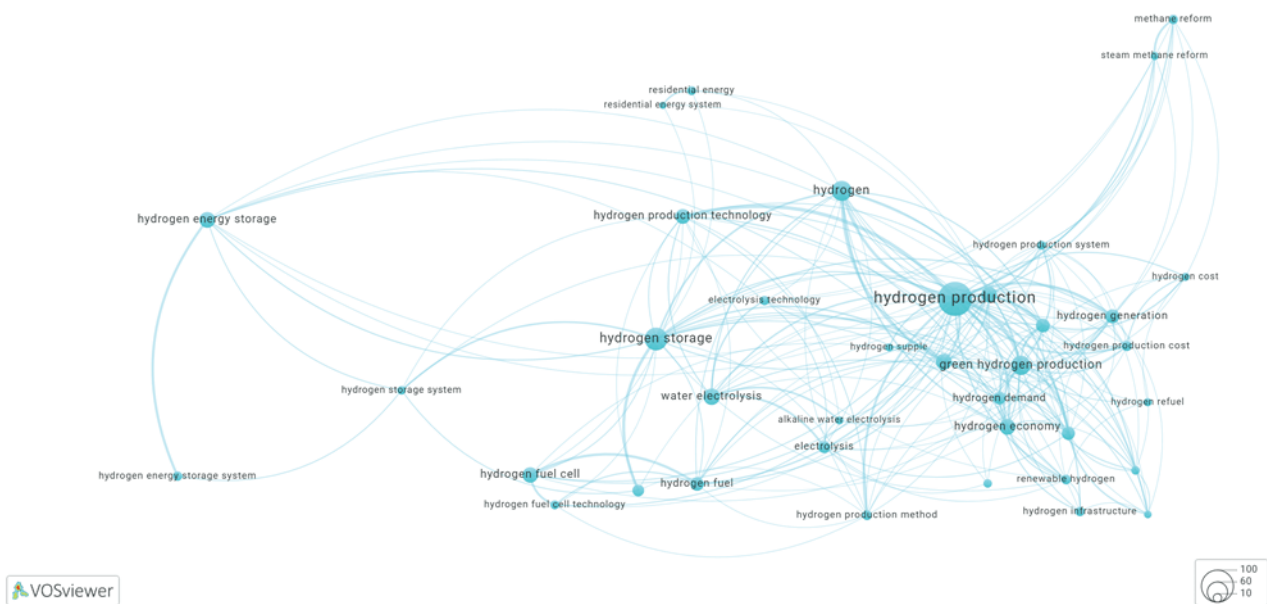 methane reform
steam methane reform
residential energy
residential energy system
hydrogen
hydrogen production technology
hydrogen energy storage
hydrogen production system
hydrogen cost
hydrogen production
electrolysis technology
hydrogen generation
hydrogen storage
hydrogen supple
hydrogen production cost
green hydrogen production
hydrogen storage system
water electrolysis
hydrogen demand
hydrogen refuel
alkaline water electrolysis
hydrogen economy
electrolysis
hydrogen fuel cell
hydrogen energy storage system
renewable hydrogen
hydrogen fuel
hydrogen fuel cell technology
hydrogen infrastructure
hydrogen production method
100
60
10
VOSviewer